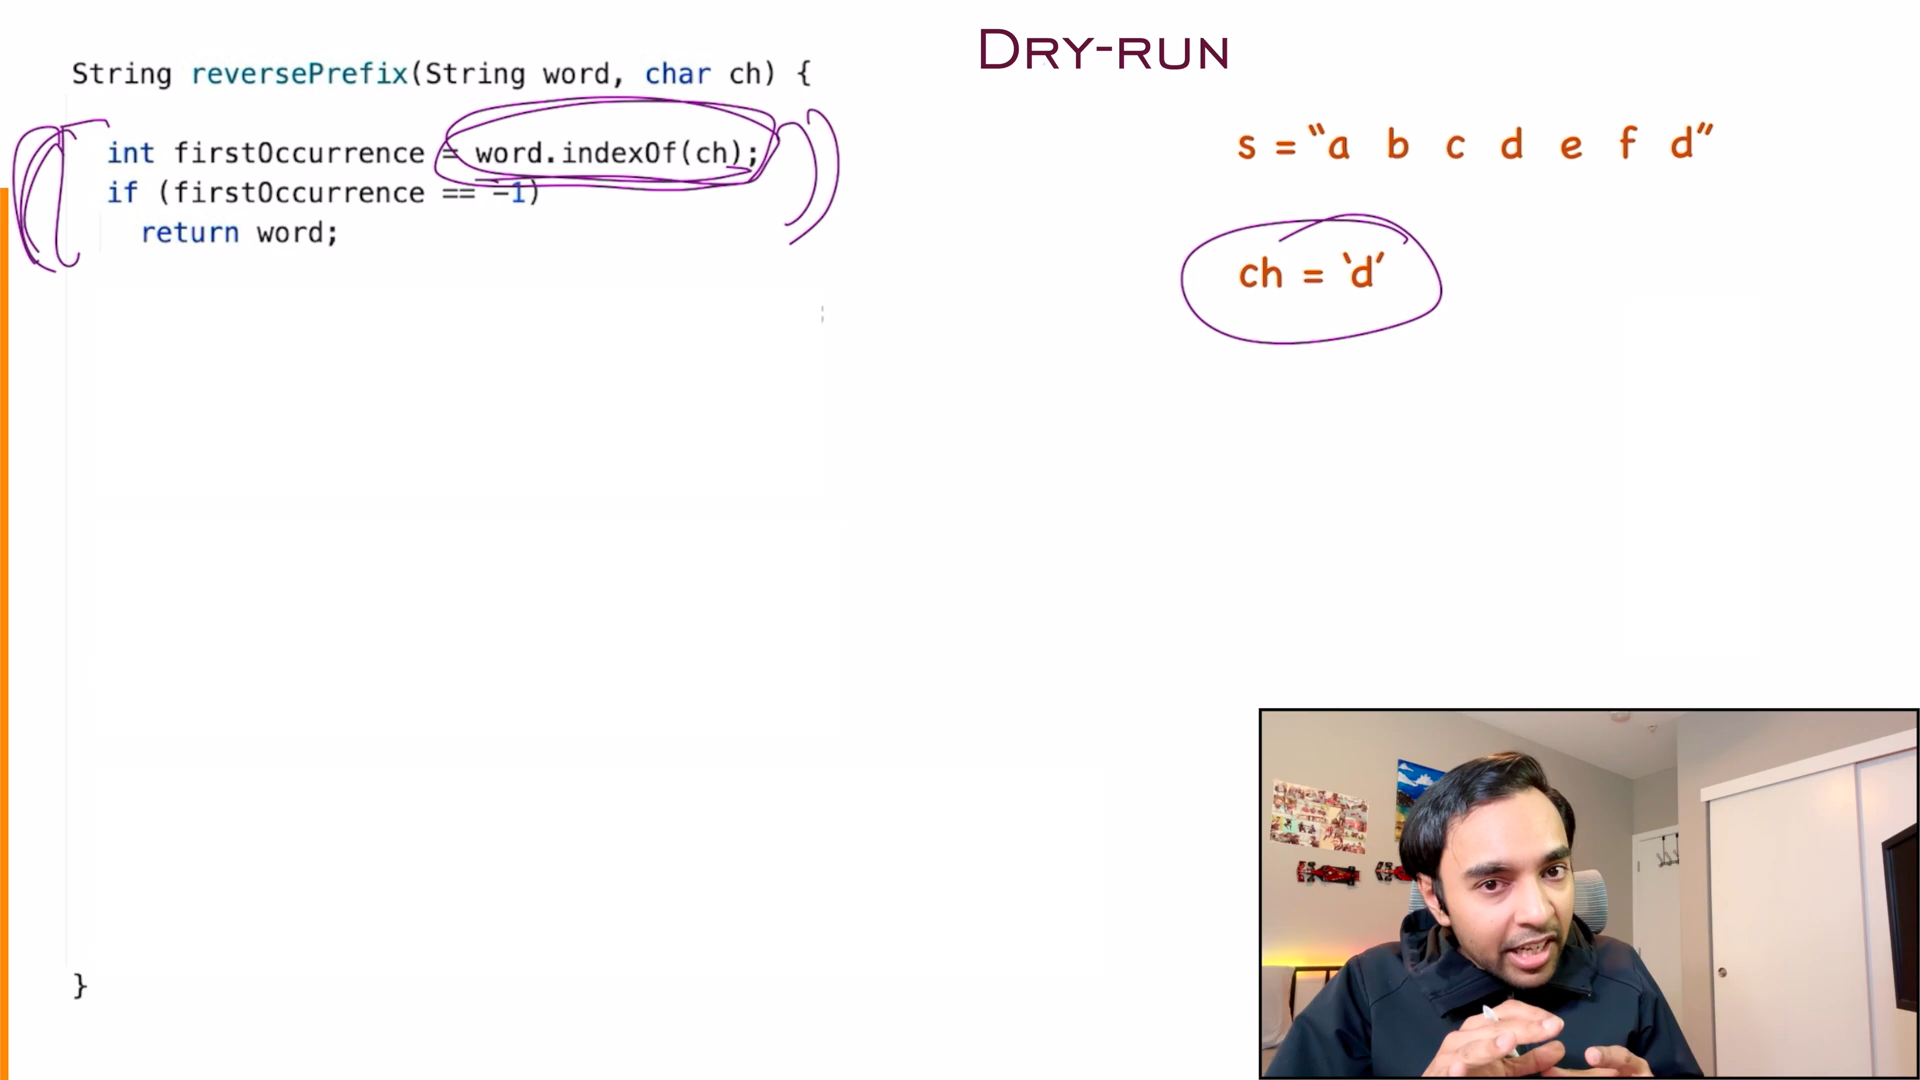 DRY-RUN
String reversePrefix(String word, char ch) {
int firstOccurrence = word.indexOf(ch);
if (firstOccurrence == -1)
return word;
}
s = “a b c d e f d”
ch = ‘d’